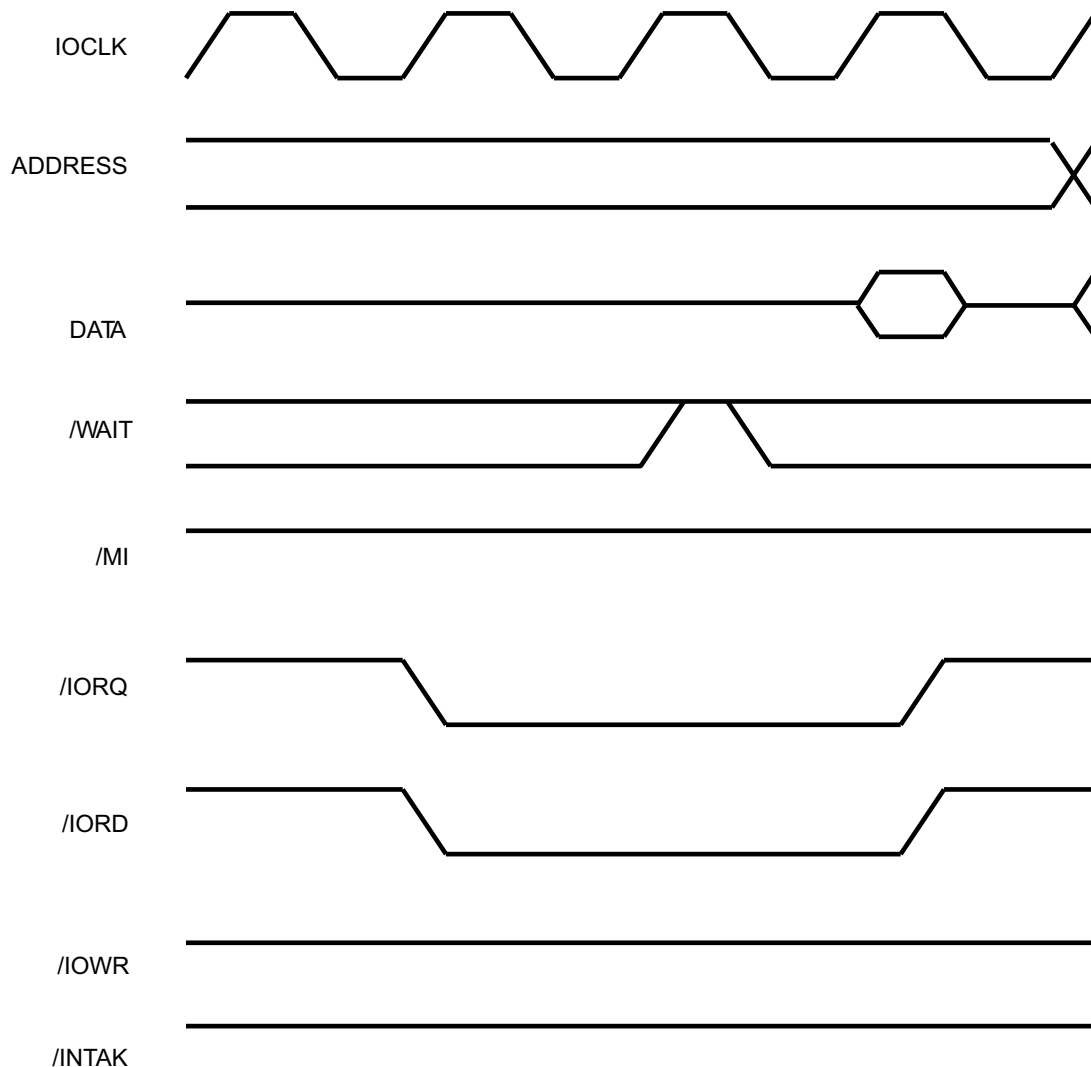 IOCLK
ADDRESS
DATA
/WAIT
/MI
/IORQ
/IORD
/IOWR
/INTAK